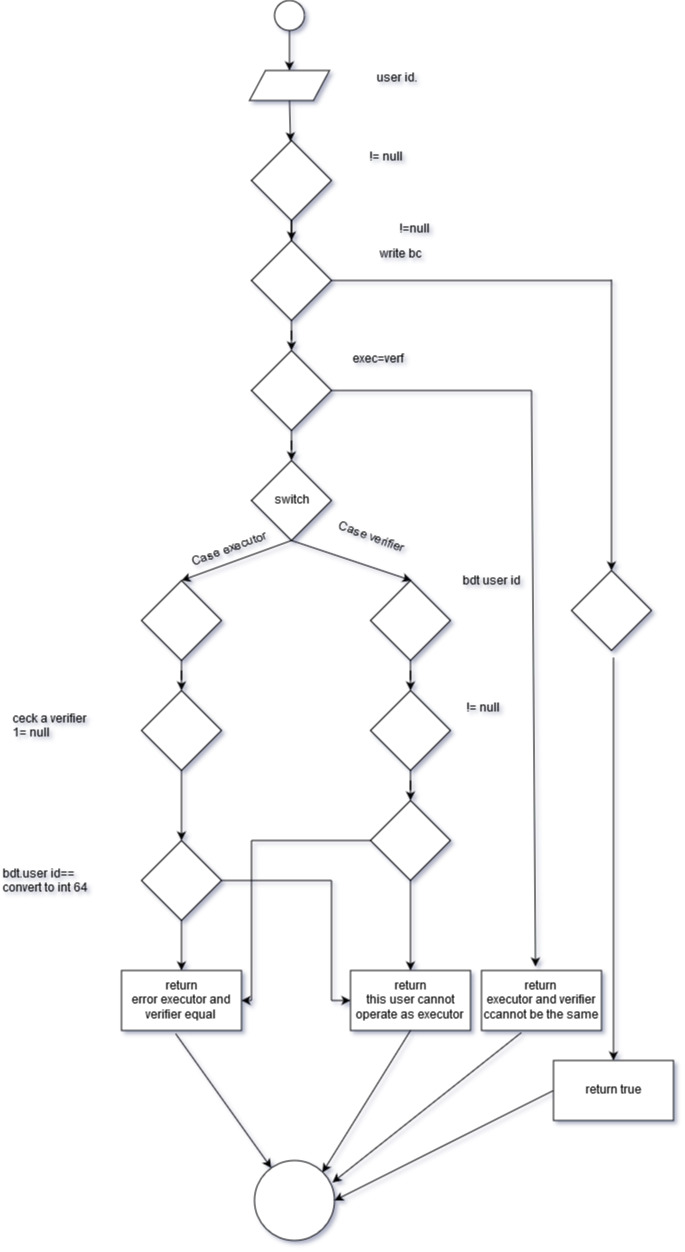 user id.
!= null
!=null
write bc
exec=verf
switch
Case executor
Case verifier
bdt user id
ceck a verifier
1= null
!= null
bdt.user id==
convert to int 64
return
error executor and
verifier equal
return
this user cannot
operate as executor
return
executor and verifier
ccannot be the same
return true